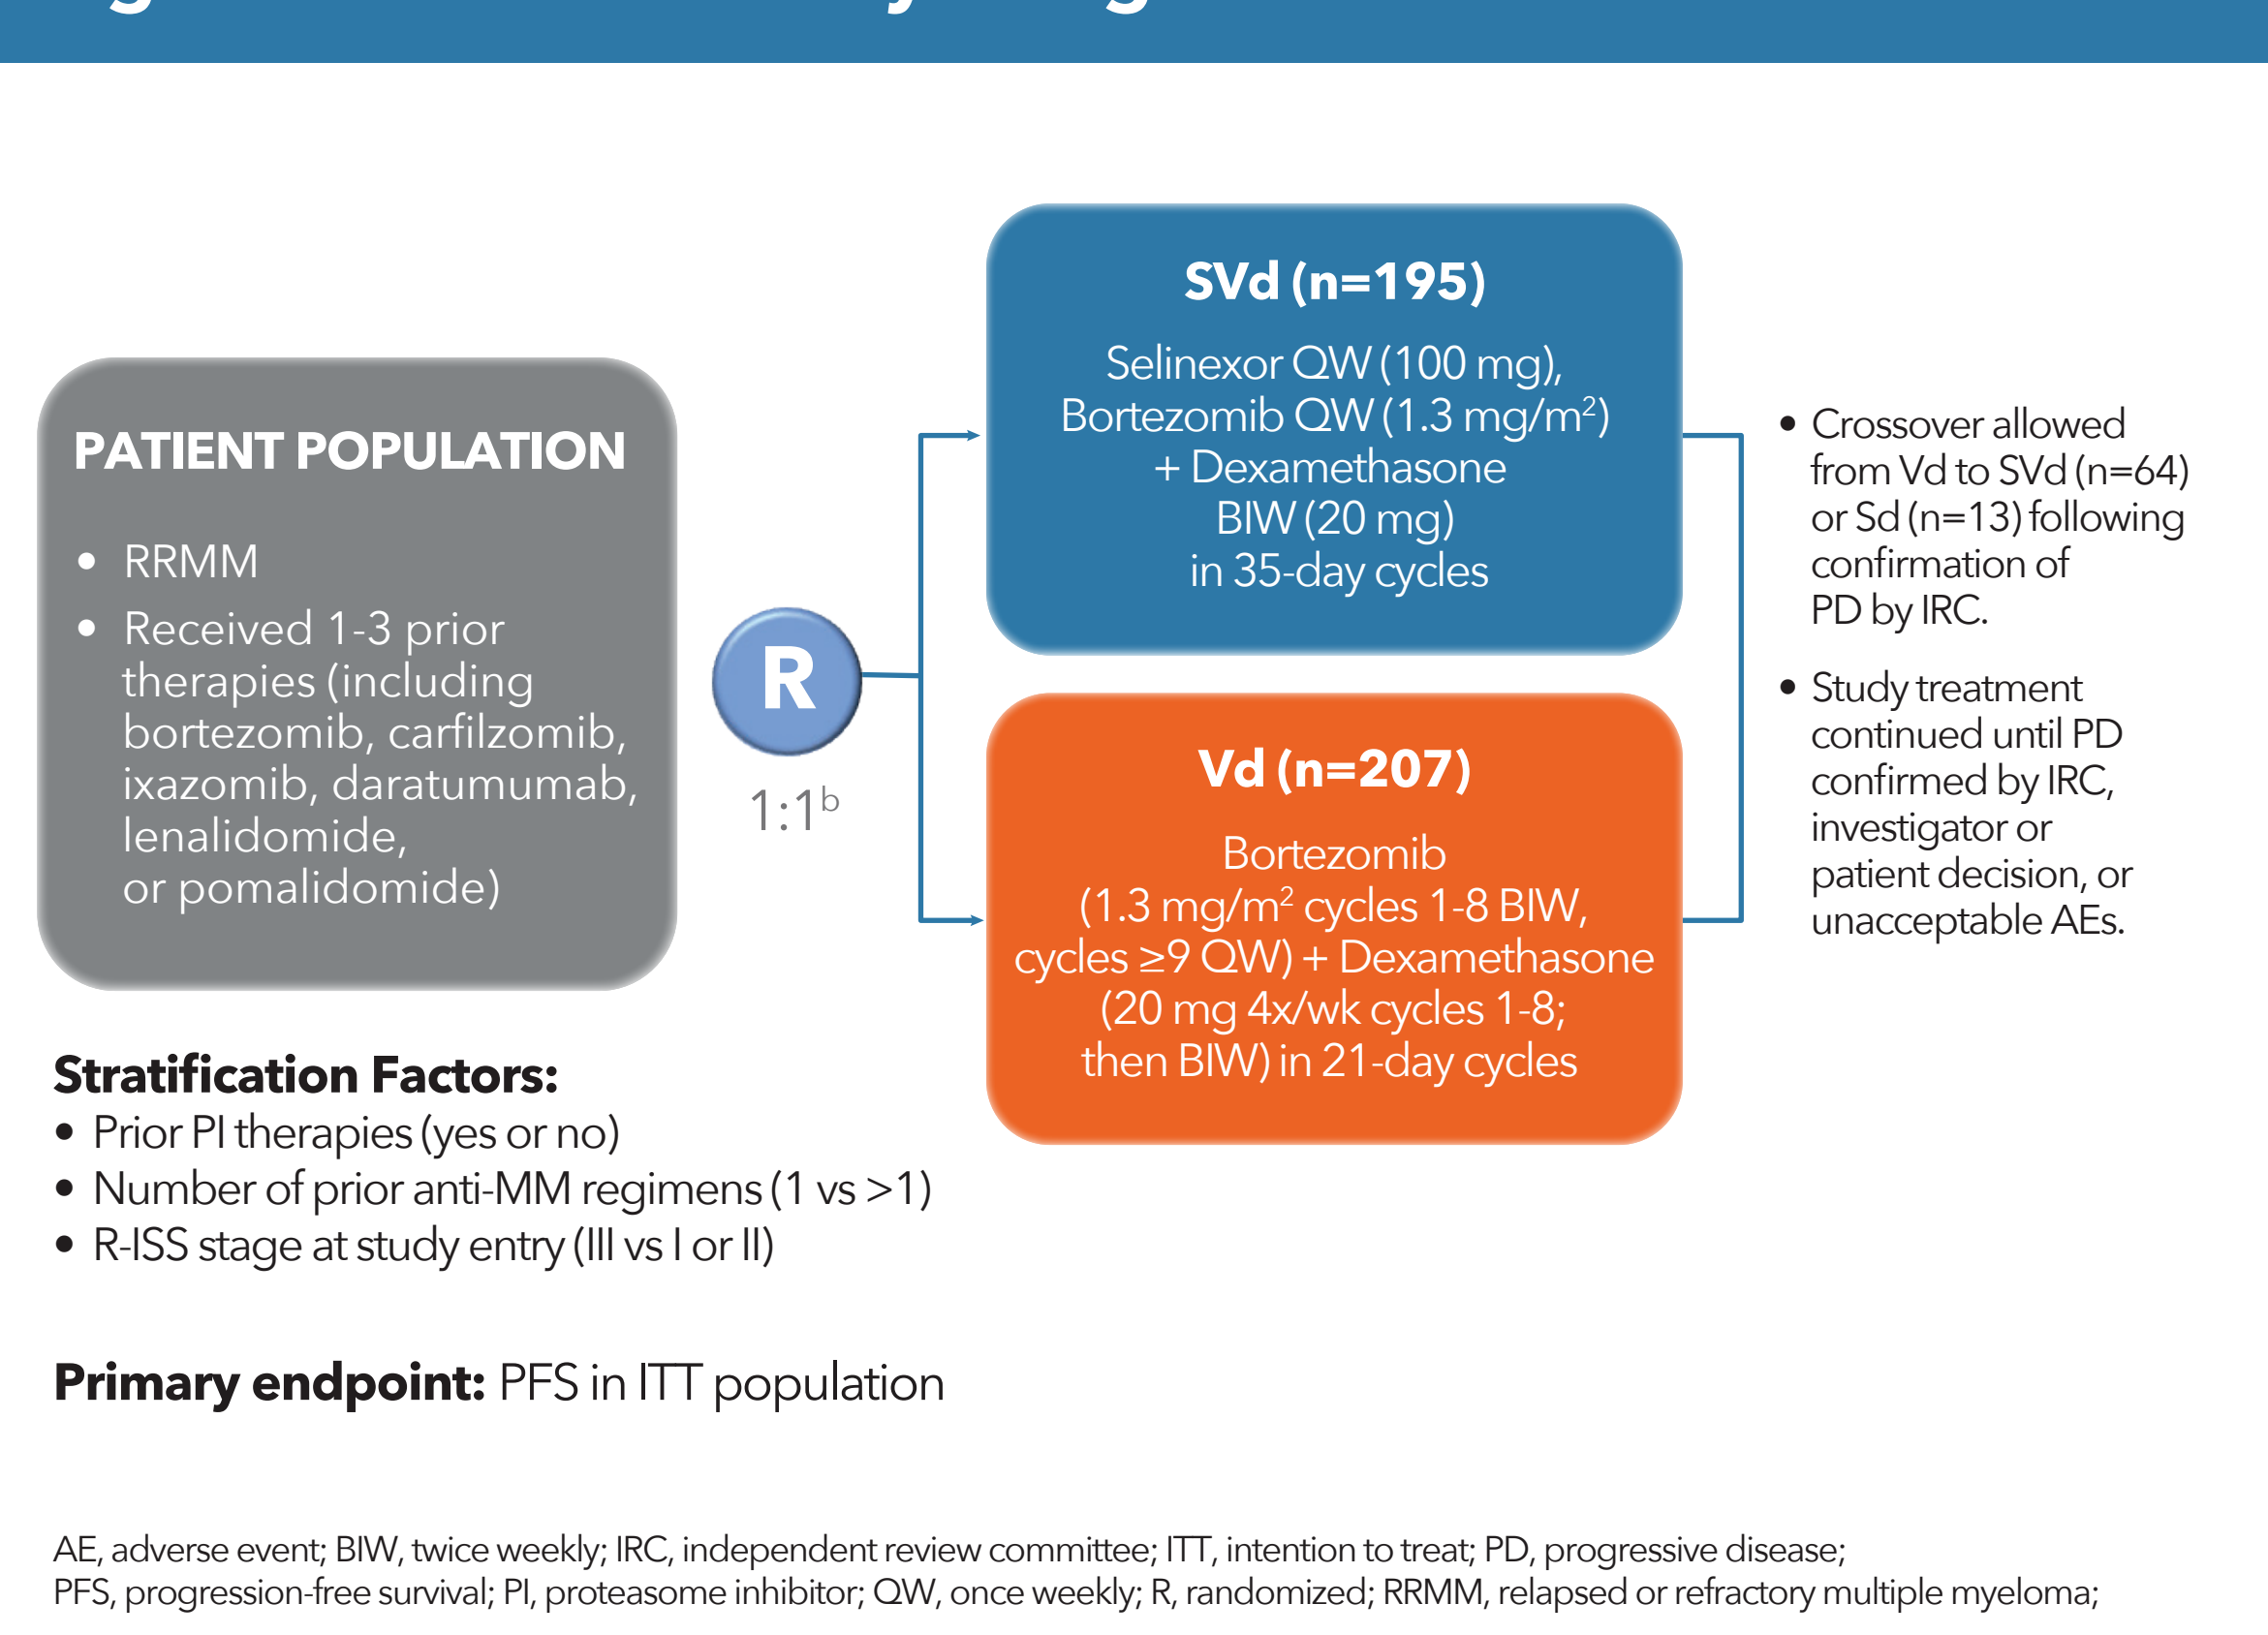 PATIENT POPULATION
• RRMM
• Received 1-3 prior
therapies (including
bortezomib, carfilzomib,
ixazomib, daratumumab,
lenalidomide,
or pomalidomide)
R
1:1ᵇ
SVd (n=195)
Selinexor QW (100 mg),
Bortezomib QW (1.3 mg/m²)
+ Dexamethasone
BIW (20 mg)
in 35-day cycles
Vd (n=207)
Bortezomib
(1.3 mg/m² cycles 1-8 BIW,
cycles ≥9 QW) + Dexamethasone
(20 mg 4x/wk cycles 1-8;
then BIW) in 21-day cycles
• Crossover allowed
from Vd to SVd (n=64)
or Sd (n=13) following
confirmation of
PD by IRC.
• Study treatment
continued until PD
confirmed by IRC,
investigator or
patient decision, or
unacceptable AEs.
Stratification Factors:
• Prior PI therapies (yes or no)
• Number of prior anti-MM regimens (1 vs >1)
• R-ISS stage at study entry (III vs I or II)
Primary endpoint: PFS in ITT population
AE, adverse event; BIW, twice weekly; IRC, independent review committee; ITT, intention to treat; PD, progressive disease;
PFS, progression-free survival; PI, proteasome inhibitor; QW, once weekly; R, randomized; RRMM, relapsed or refractory multiple myeloma;